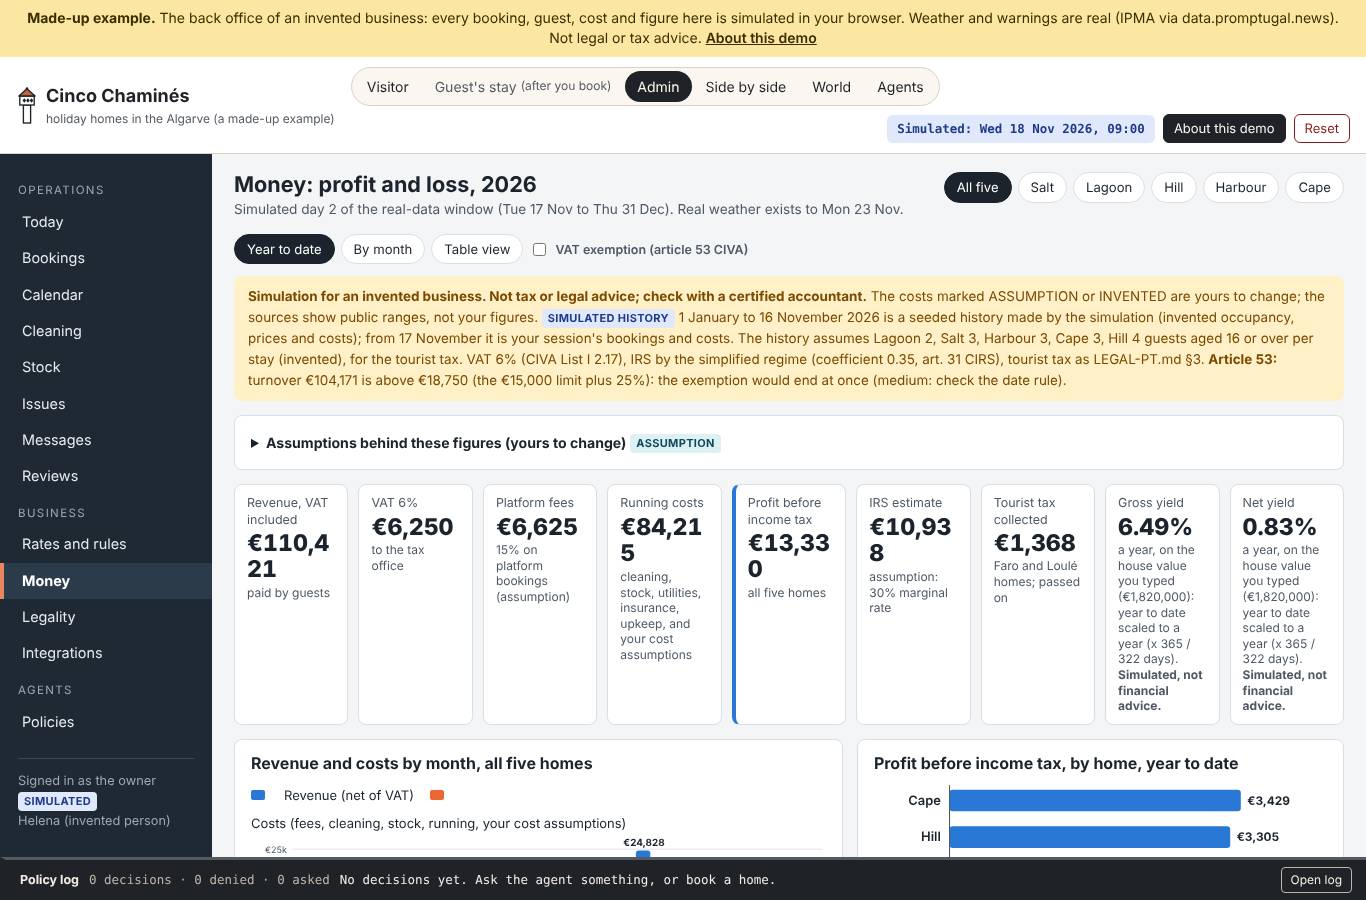 Made-up example. The back office of an invented business: every booking, guest, cost and figure here is simulated in your browser. Weather and warnings are real (IPMA via data.promptugal.news).
Not legal or tax advice. About this demo
Cinco Chaminés
holiday homes in the Algarve (a made-up example)
Visitor
Guest's stay (after you book)
Admin
Side by side
World
Agents
Simulated: Wed 18 Nov 2026, 09:00
About this demo
Reset
OPERATIONS
Today
Bookings
Calendar
Cleaning
Stock
Issues
Messages
Reviews
BUSINESS
Rates and rules
Money
Legality
Integrations
AGENTS
Policies
Signed in as the owner
SIMULATED
Helena (invented person)
Money: profit and loss, 2026
Simulated day 2 of the real-data window (Tue 17 Nov to Thu 31 Dec). Real weather exists to Mon 23 Nov.
All five
Salt
Lagoon
Hill
Harbour
Cape
Year to date
By month
Table view
VAT exemption (article 53 CIVA)
Simulation for an invented business. Not tax or legal advice; check with a certified accountant. The costs marked ASSUMPTION or INVENTED are yours to change; the
sources show public ranges, not your figures. SIMULATED HISTORY 1 January to 16 November 2026 is a seeded history made by the simulation (invented occupancy,
prices and costs); from 17 November it is your session's bookings and costs. The history assumes Lagoon 2, Salt 3, Harbour 3, Cape 3, Hill 4 guests aged 16 or over per
stay (invented), for the tourist tax. VAT 6% (CIVA List I 2.17), IRS by the simplified regime (coefficient 0.35, art. 31 CIRS), tourist tax as LEGAL-PT.md §3. Article 53:
turnover €104,171 is above €18,750 (the €15,000 limit plus 25%): the exemption would end at once (medium: check the date rule).
Assumptions behind these figures (yours to change) ASSUMPTION
Revenue, VAT
included
€110,4
21
paid by guests
VAT 6%
€6,250
to the tax
office
Platform fees
€6,625
15% on
platform
bookings
(assumption)
Running costs
€84,21
5
cleaning,
stock, utilities,
insurance,
upkeep, and
your cost
assumptions
Profit before
income tax
€13,33
0
all five homes
IRS estimate
€10,93
8
assumption:
30% marginal
rate
Tourist tax
collected
€1,368
Faro and Loulé
homes; passed
on
Gross yield
6.49%
a year, on the
house value
you typed
(€1,820,000):
year to date
scaled to a
year (x 365 /
322 days).
Simulated, not
financial
advice.
Net yield
0.83%
a year, on the
house value
you typed
(€1,820,000):
year to date
scaled to a
year (x 365 /
322 days).
Simulated, not
financial
advice.
Revenue and costs by month, all five homes
Revenue (net of VAT)
Costs (fees, cleaning, stock, running, your cost assumptions)
€24,828
€25k
Profit before income tax, by home, year to date
Cape
€3,429
Hill
€3,305
Policy log 0 decisions · 0 denied · 0 asked No decisions yet. Ask the agent something, or book a home.
Open log